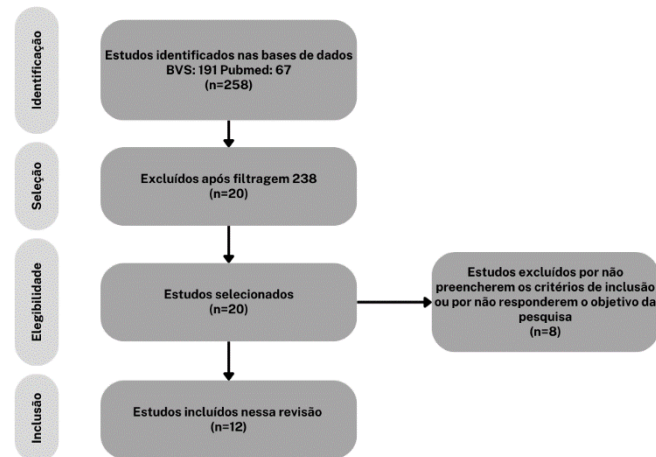 Identificação
Estudos identificados nas bases de dados
BVS: 191 Pubmed: 67
(n=258)
Seleção
Excluídos após filtragem 238
(n=20)
Elegibilidade
Estudos selecionados
(n=20)
Estudos excluídos por não
preencherem os critérios de inclusão
ou por não responderem o objetivo da
pesquisa
(n=8)
Inclusão
Estudos incluídos nessa revisão
(n=12)